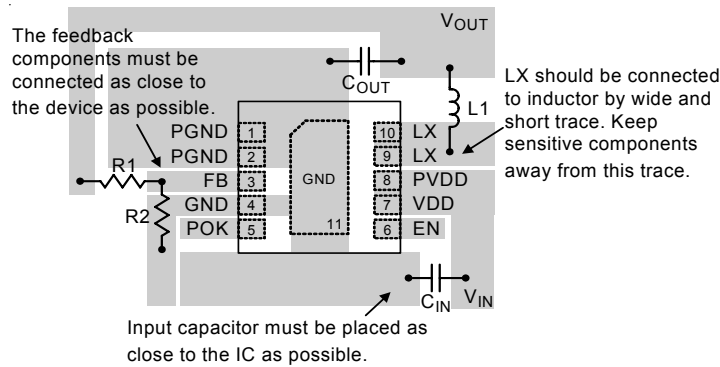 The feedback
components must be
connected as close to
the device as possible.
VOUT
COUT
L1
LX should be connected
to inductor by wide and
short trace. Keep
sensitive components
away from this trace.
PGND 1
PGND 2
FB 3
GND 4
POK 5
GND
11
10 LX
9 LX
8 PVDD
7 VDD
6 EN
R1
R2
CIN
VIN
Input capacitor must be placed as
close to the IC as possible.